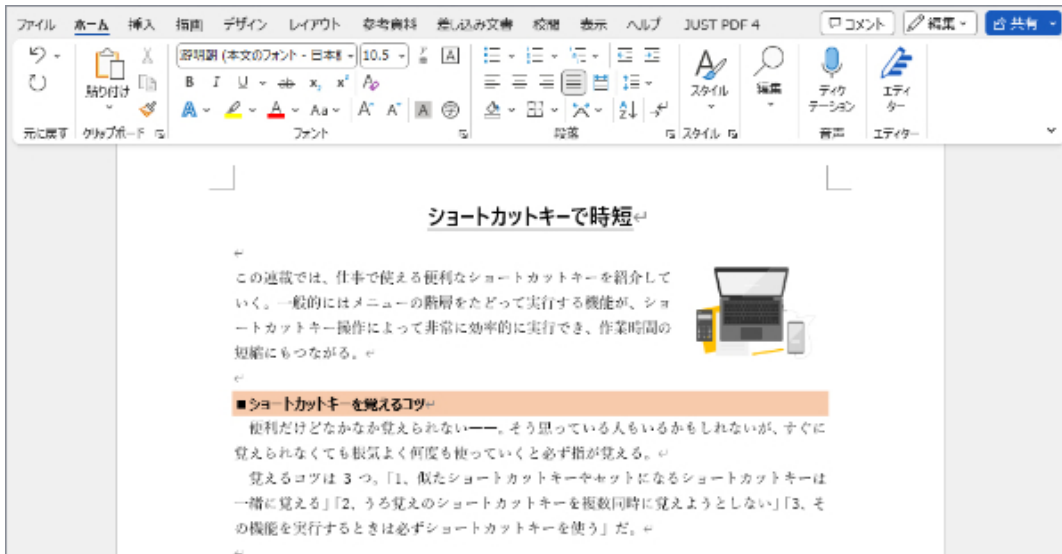 ファイル ホーム 挿入 描画 デザイン レイアウト 参考資料 差し込み文書 校閲 表示 ヘルプ JUST PDF 4 コメント 編集 共有
游明朝 (本文のフォント - 日本 10.5
貼り付け
B I U ab x x²
スタイル 編集 ディクテーション エディター
A A Aa A A A 字
元に戻す クリップボード フォント 段落 スタイル 音声 エディター
ショートカットキーで時短
この連載では、仕事で使える便利なショートカットキーを紹介して
いく。一般的にはメニューの階層をたどって実行する機能が、ショ
ートカットキー操作によって非常に効率的に実行でき、作業時間の
短縮にもつながる。
■ショートカットキーを覚えるコツ
便利だけどなかなか覚えられない――。そう思っている人もいるかもしれないが、すぐに
覚えられなくても根気よく何度も使っていくと必ず指が覚える。
覚えるコツは 3 つ。「1、似たショートカットキーやセットになるショートカットキーは
一緒に覚える」「2、うろ覚えのショートカットキーを複数同時に覚えようとしない」「3、そ
の機能を実行するときは必ずショートカットキーを使う」だ。